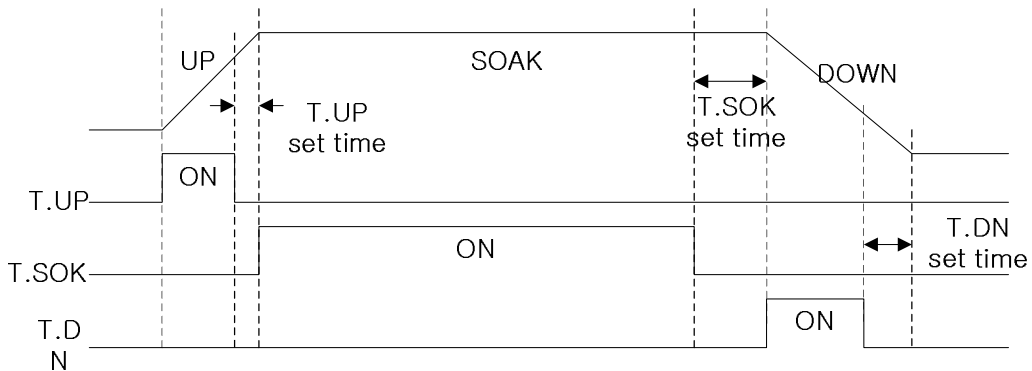 UP
SOAK
DOWN
T.UP
set time
T.SOK
set time
ON
T.UP
T.DN
set time
ON
T.SOK
ON
T.D
N